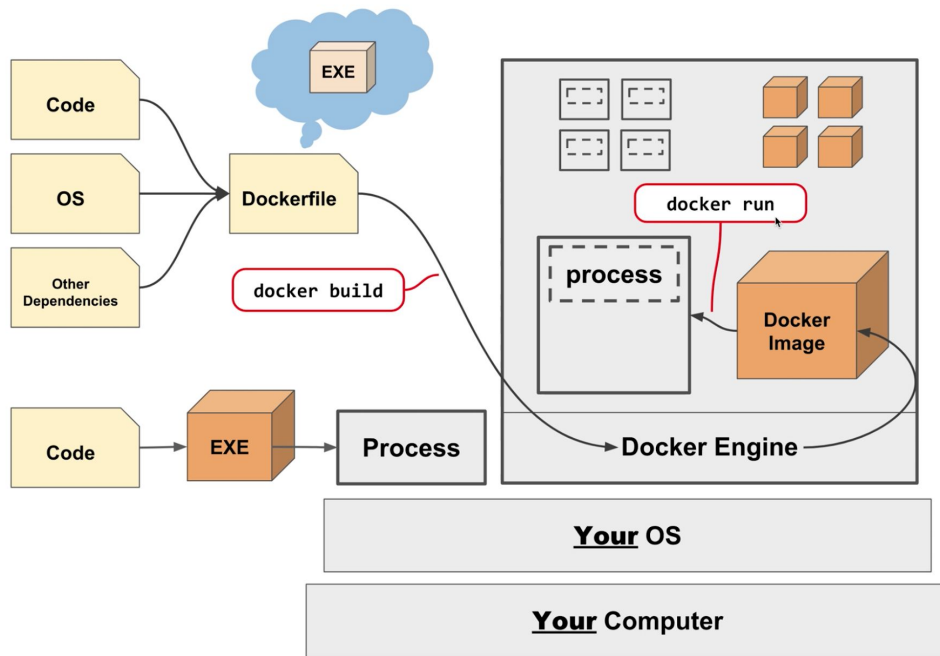 Code
OS
Other
Dependencies
Dockerfile
EXE
docker build
docker run
process
Docker
Image
Docker Engine
Code
EXE
Process
Your OS
Your Computer